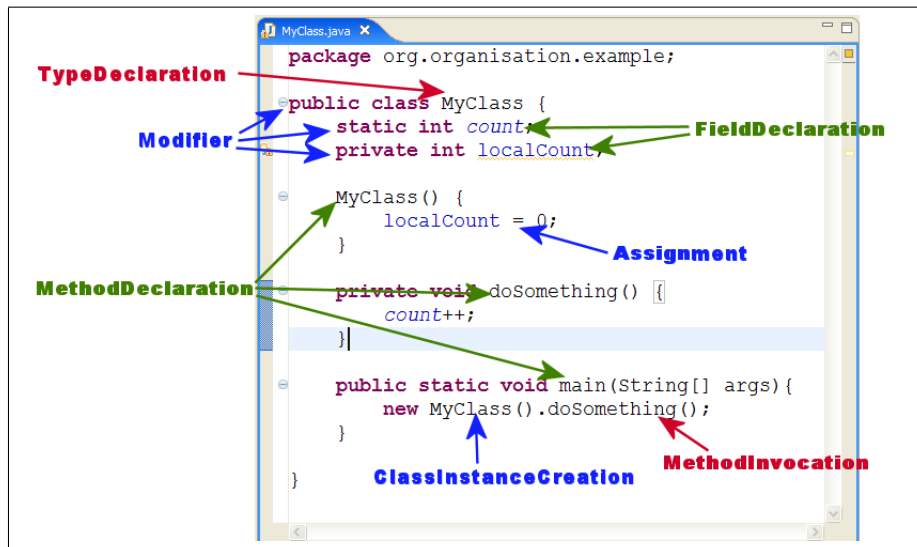 MyClass.java
package org.organisation.example;
TypeDeclaration
public class MyClass {
static int count;
FieldDeclaration
Modifier
private int localCount;
MyClass() {
localCount = 0;
}
Assignment
MethodDeclaration
private void doSomething() {
count++;
}
public static void main(String[] args){
new MyClass().doSomething();
}
MethodInvocation
ClassInstanceCreation
}